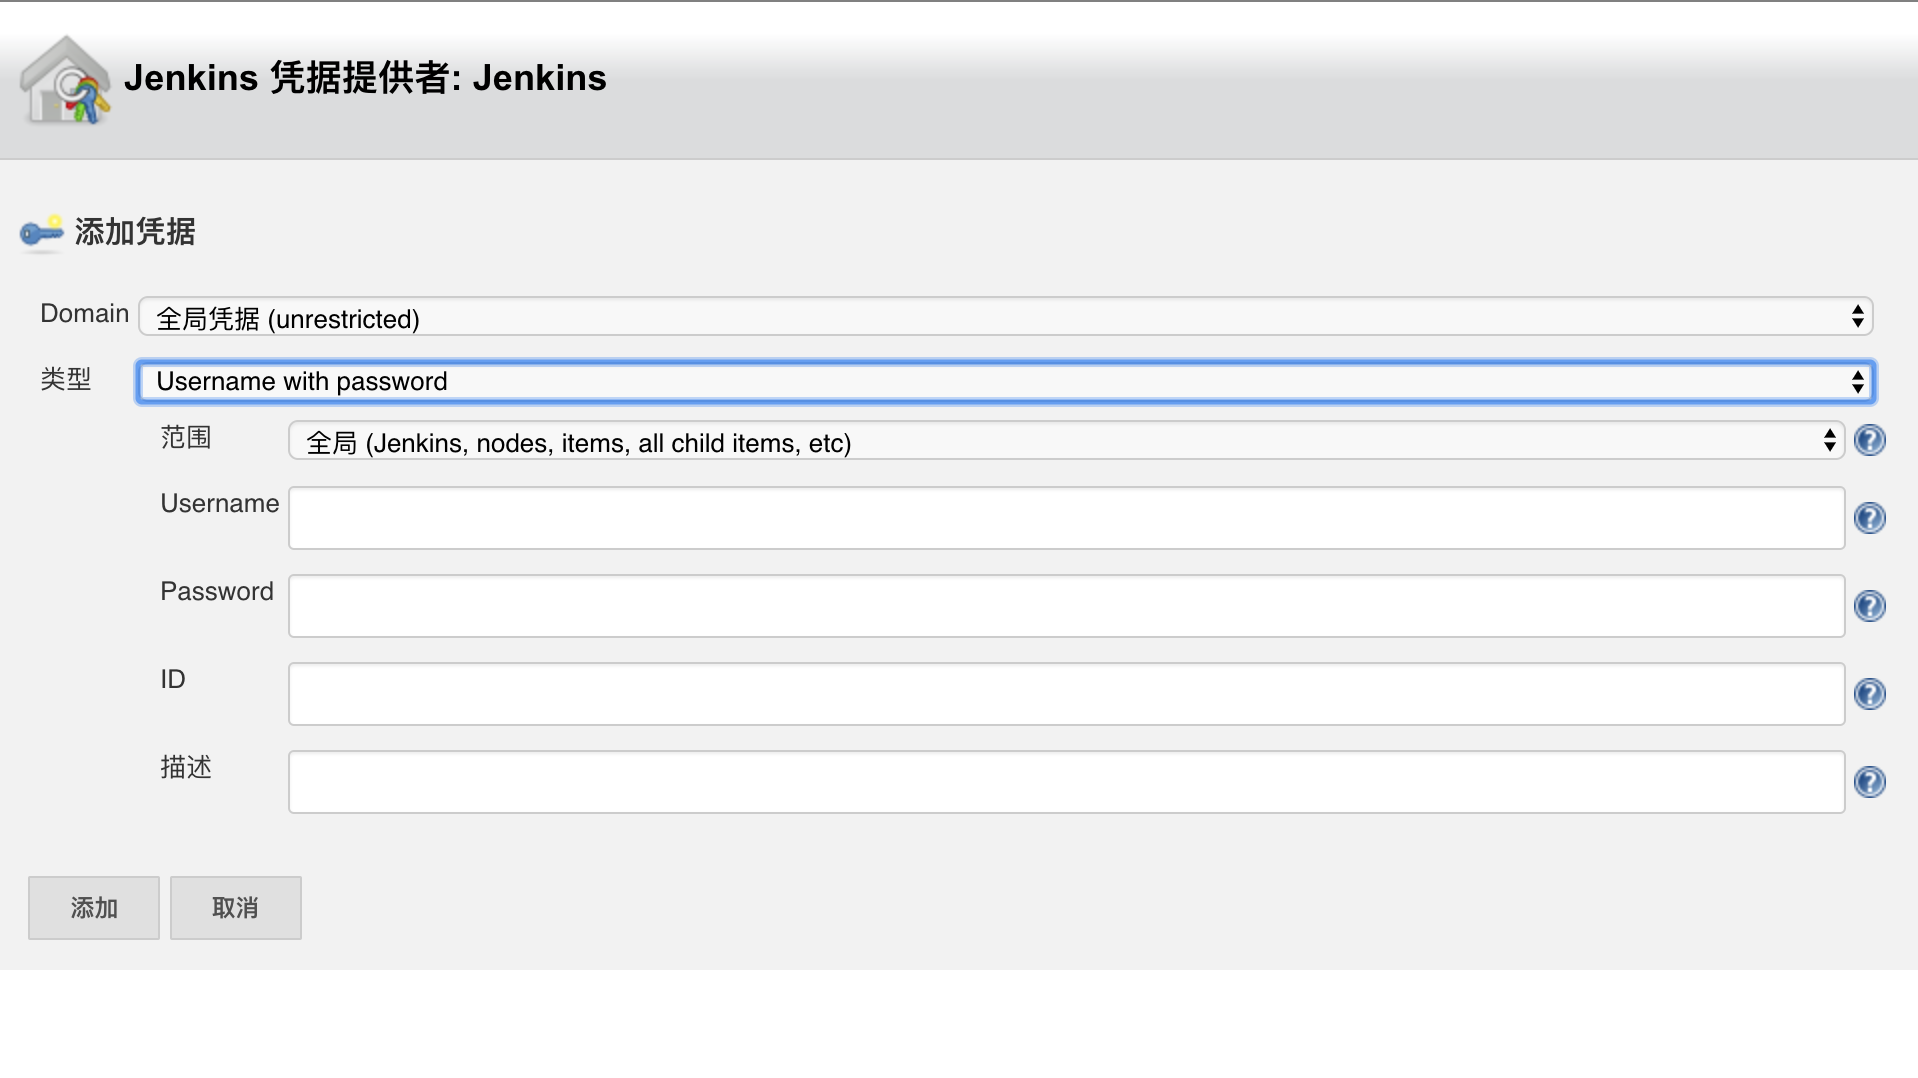 Jenkins 凭据提供者: Jenkins
添加凭据
Domain 全局凭据 (unrestricted)
类型 Username with password
范围 全局 (Jenkins, nodes, items, all child items, etc)
Username
Password
ID
描述
添加 取消